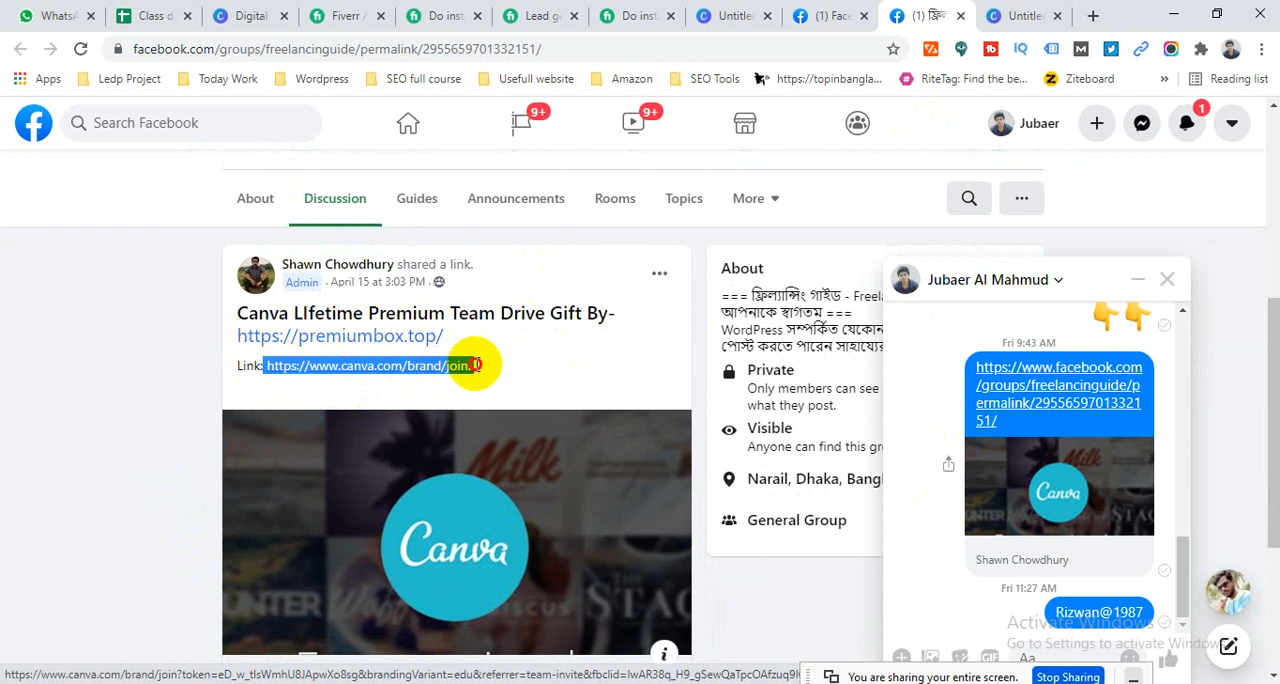 WhatsA
Class d
Digital
Fiverr /
Do inst
Lead ge
Do inst
Untitle
(1) Face
(1) ফ্রিল
Untitle
facebook.com/groups/freelancinguide/permalink/2955659701332151/
Apps
Ledp Project
Today Work
Wordpress
SEO full course
Usefull website
Amazon
SEO Tools
https://topinbangla...
RiteTag: Find the be...
Ziteboard
»
Reading list
Search Facebook
9+
9+
Jubaer
1
About
Discussion
Guides
Announcements
Rooms
Topics
More
Shawn Chowdhury shared a link.
Admin · April 15 at 3:03 PM ·
Canva LIfetime Premium Team Drive Gift By-
https://premiumbox.top/
Link: https://www.canva.com/brand/join
Canva
About
=== ফ্রিল্যান্সিং গাইড - Freela
আপনাকে স্বাগতম ===
WordPress সম্পর্কিত যেকোন
পোস্ট করতে পারেন সাহায্যের
Private
Only members can see
what they post.
Visible
Anyone can find this gr
Narail, Dhaka, Bangl
General Group
Jubaer Al Mahmud
Fri 9:43 AM
https://www.facebook.com
/groups/freelancinguide/p
ermalink/29556597013321
51/
Canva
Shawn Chowdhury
Fri 11:27 AM
Rizwan@1987
Aa
GIF
Activate Windows
Go to Settings to activate Windows.
You are sharing your entire screen.
Stop Sharing